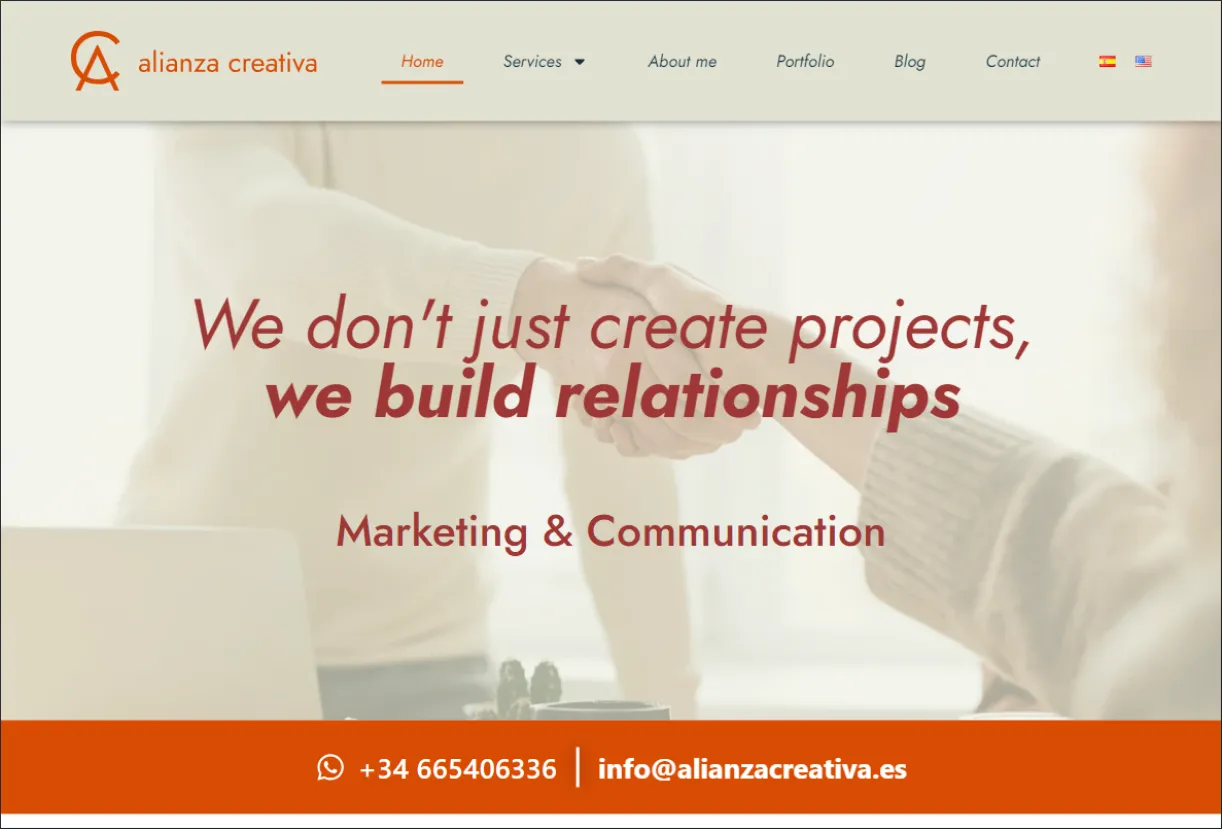 alianza creativa
Home Services About me Portfolio Blog Contact
We don't just create projects,
we build relationships
Marketing & Communication
+34 665406336 | info@alianzacreativa.es